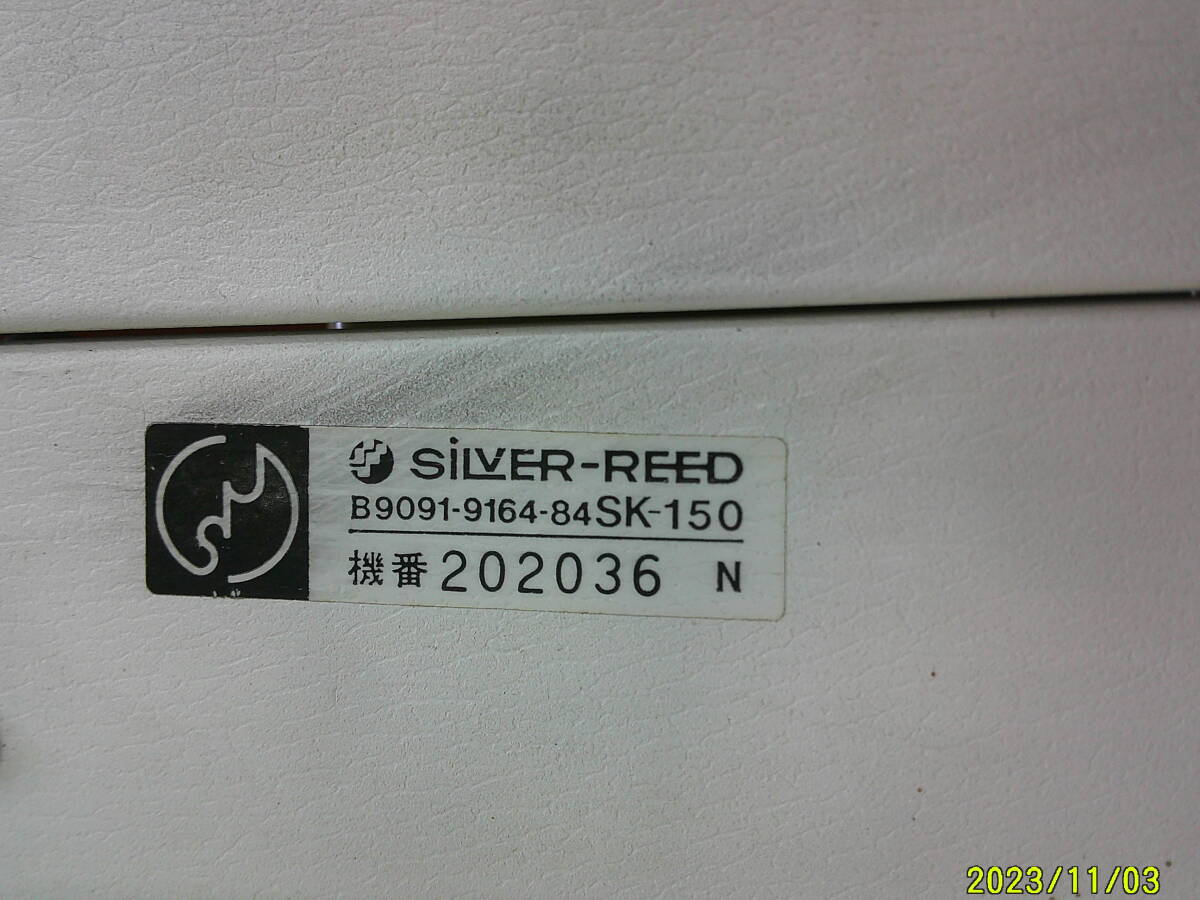 SILVER-REED
B9091-9164-84SK-150
機番 202036 N
2023/11/03